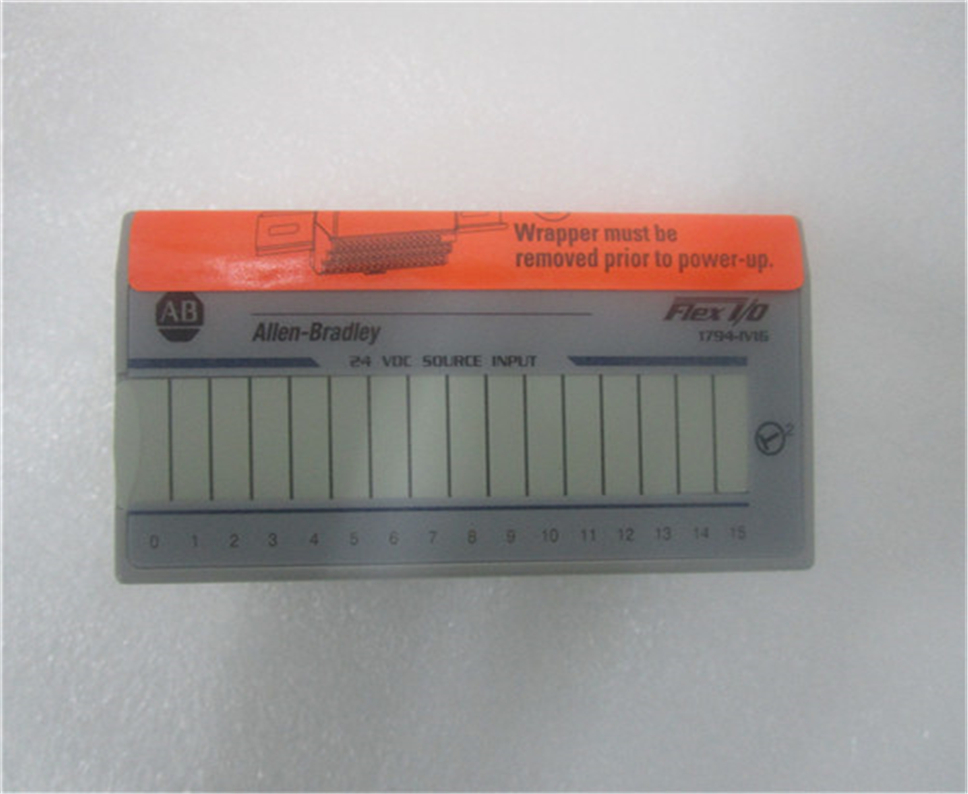 Wrapper must be
removed prior to power-up.
AB
Allen-Bradley
Flex I/O
1794-IV16
24 VDC SOURCE INPUT
2
0 1 2 3 4 5 6 7 8 9 10 11 12 13 14 15